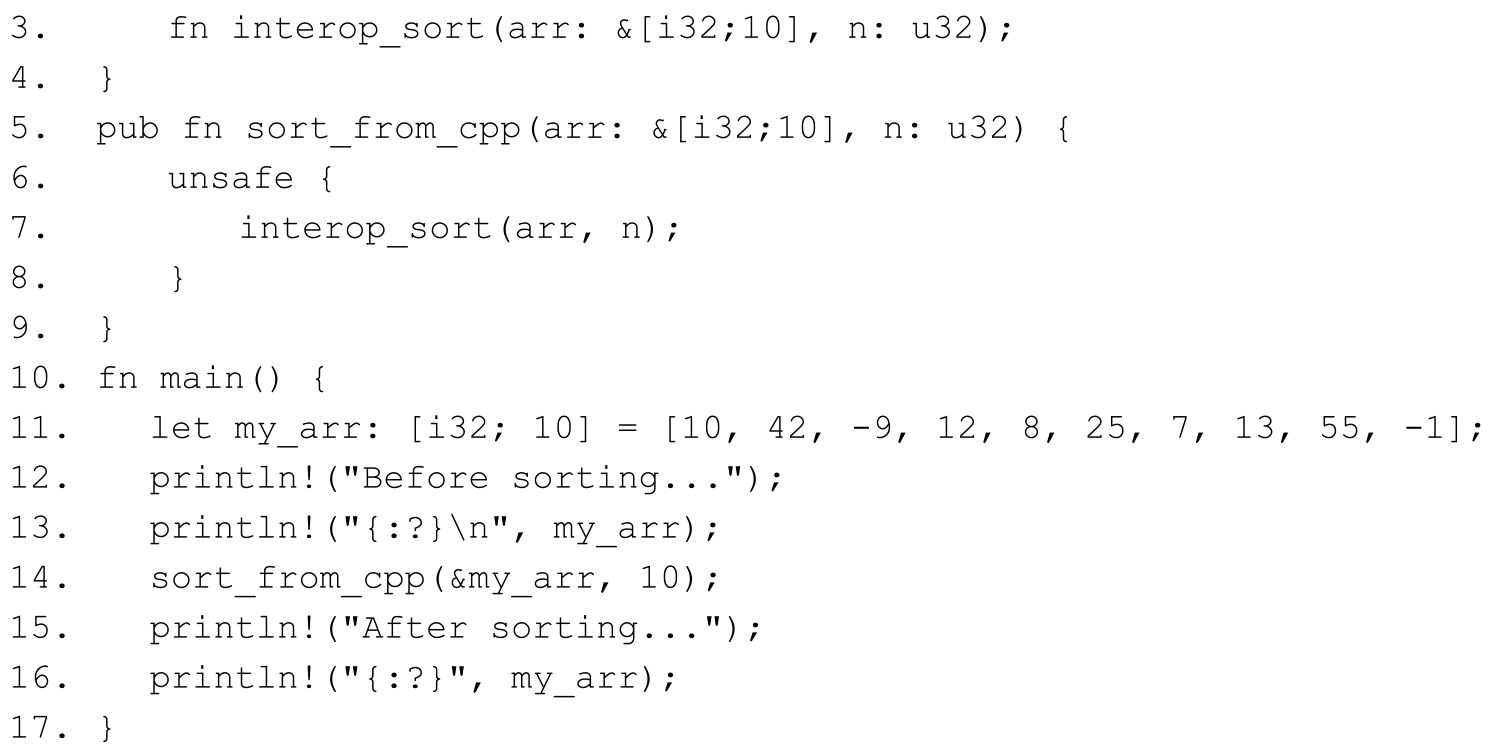 3.     fn interop_sort(arr: &[i32;10], n: u32);
4.  }
5.  pub fn sort_from_cpp(arr: &[i32;10], n: u32) {
6.      unsafe {
7.          interop_sort(arr, n);
8.      }
9.  }
10. fn main() {
11.    let my_arr: [i32; 10] = [10, 42, -9, 12, 8, 25, 7, 13, 55, -1];
12.    println!("Before sorting...");
13.    println!("{:?}\n", my_arr);
14.    sort_from_cpp(&my_arr, 10);
15.    println!("After sorting...");
16.    println!("{:?}", my_arr);
17. }